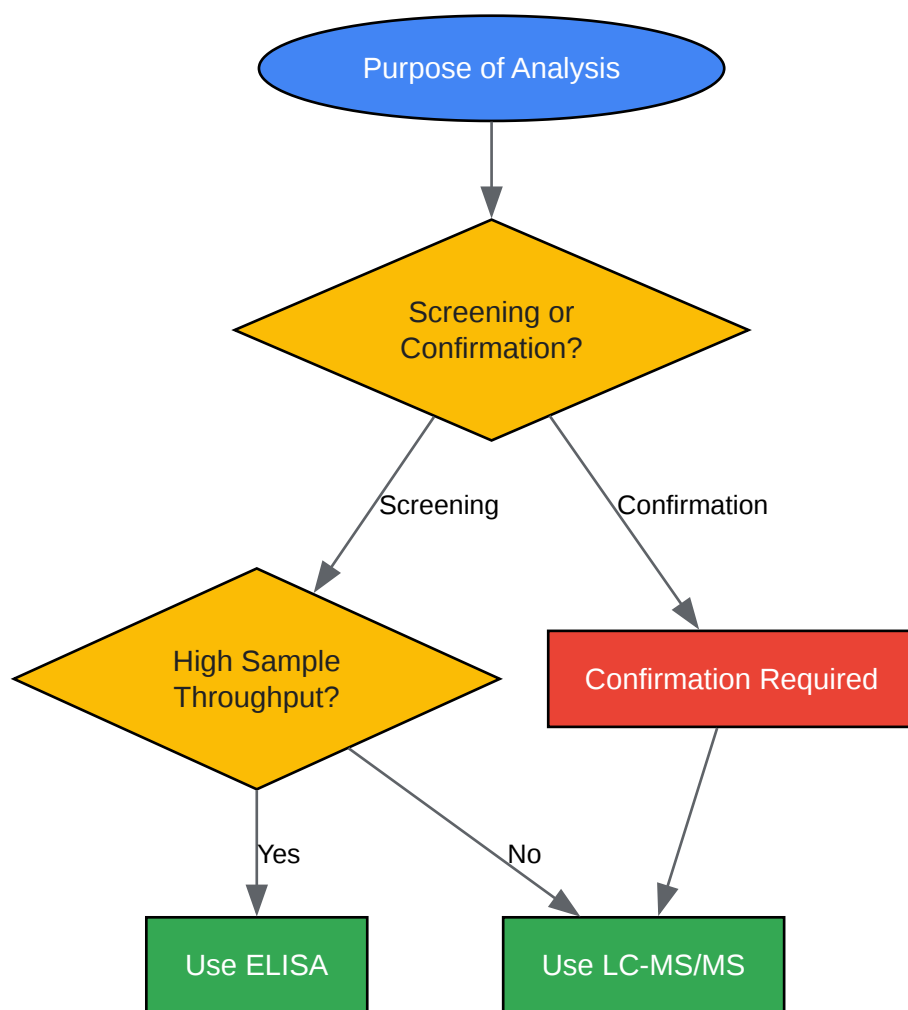 Purpose of Analysis
Screening or
Confirmation?
Screening
Confirmation
High Sample
Throughput?
Confirmation Required
Yes
No
Use ELISA
Use LC-MS/MS